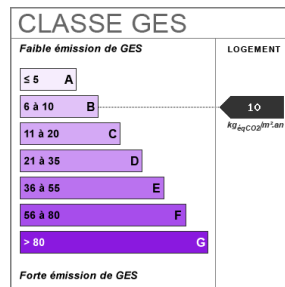 CLASSE GES
Faible émission de GES
LOGEMENT
≤ 5 A
6 à 10 B
10
kgéqCO2/m².an
11 à 20 C
21 à 35 D
36 à 55 E
56 à 80 F
> 80 G
Forte émission de GES